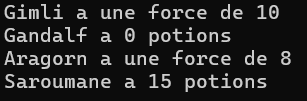 Gimli a une force de 10
Gandalf a 0 potions
Aragorn a une force de 8
Saroumane a 15 potions